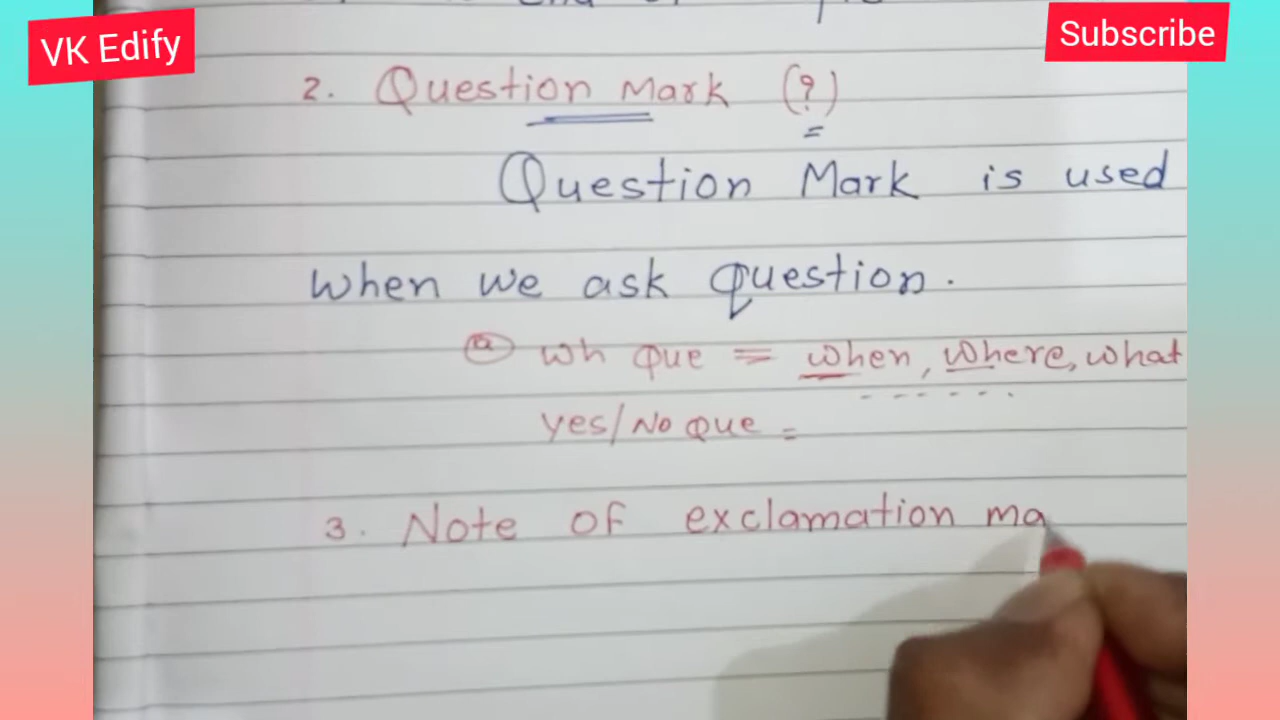 VK Edify
Subscribe
2. Question Mark (?)
Question Mark is used
when we ask question.
(a) Wh Que = when, where, what
yes/No Que =
3. Note of exclamation ma